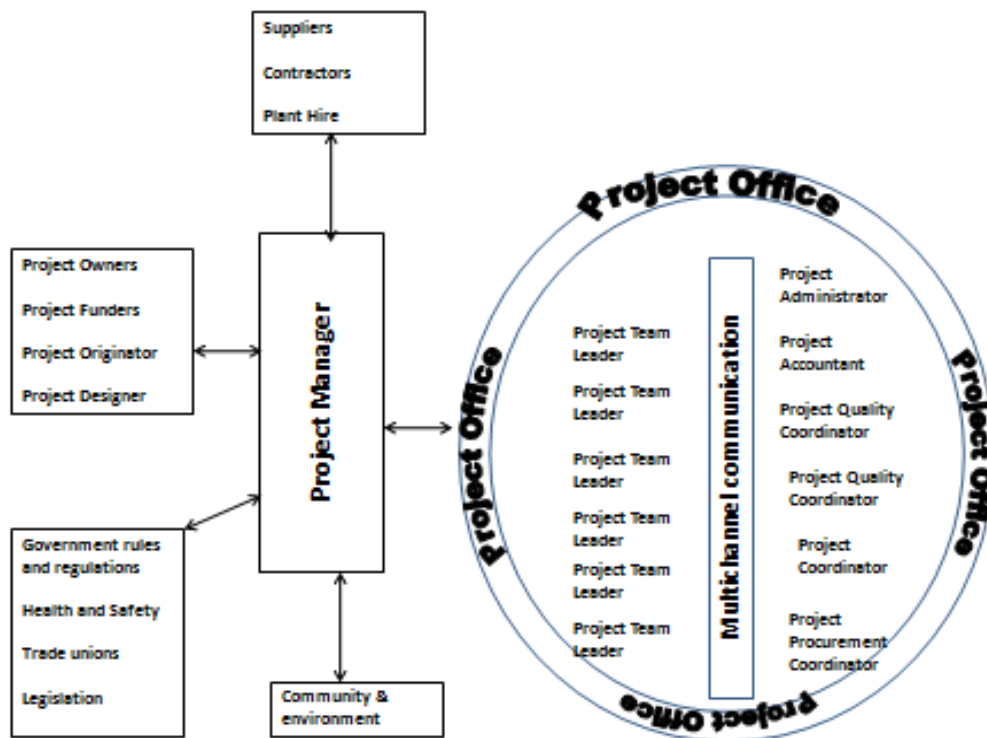 Suppliers
Contractors
Plant Hire
Project Owners
Project Funders
Project Originator
Project Designer
Project Manager
Government rules
and regulations
Health and Safety
Trade unions
Legislation
Community &
environment
Project Office
Project Office
Project Office
Project Office
Project Team
Leader
Project Team
Leader
Project Team
Leader
Project Team
Leader
Project Team
Leader
Project Team
Leader
Multichannel communication
Project
Administrator
Project
Accountant
Project Quality
Coordinator
Project Quality
Coordinator
Project
Coordinator
Project
Procurement
Coordinator